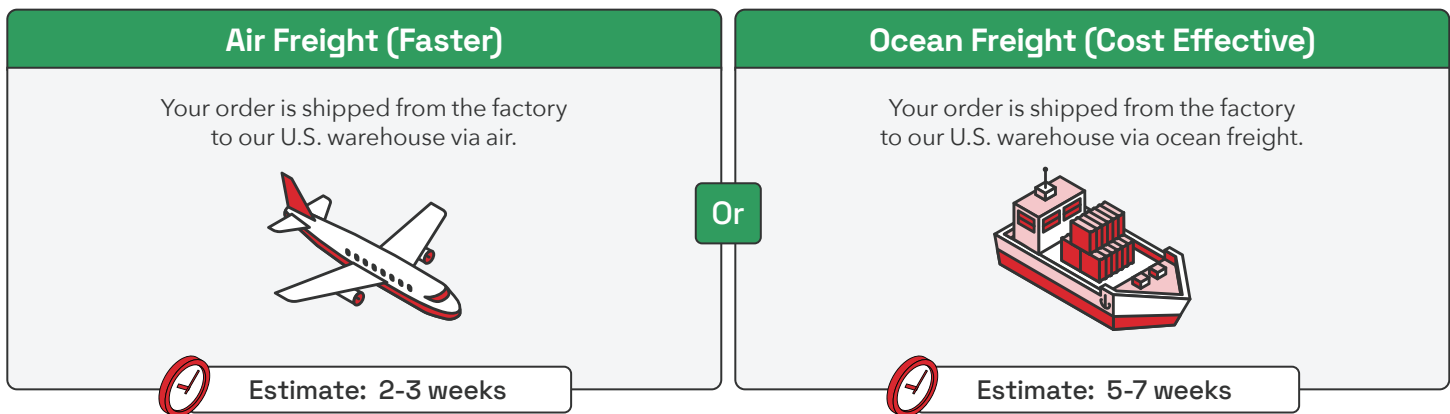 Air Freight (Faster)
Your order is shipped from the factory
to our U.S. warehouse via air.
Estimate: 2-3 weeks
Or
Ocean Freight (Cost Effective)
Your order is shipped from the factory
to our U.S. warehouse via ocean freight.
Estimate: 5-7 weeks